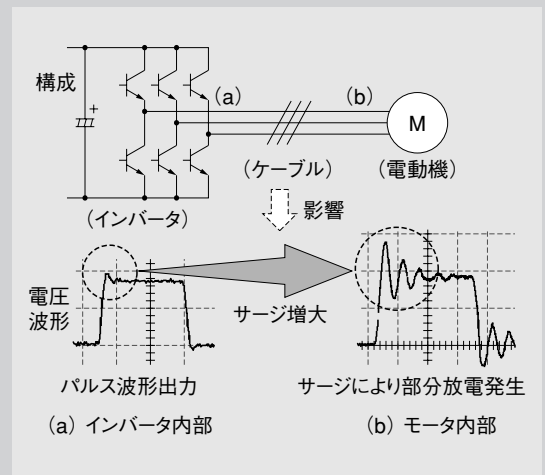 構成
+
(a)
(b)
M
(インバータ)
(ケーブル)
(電動機)
影響
電圧
波形
サージ増大
パルス波形出力
サージにより部分放電発生
(a) インバータ内部
(b) モータ内部